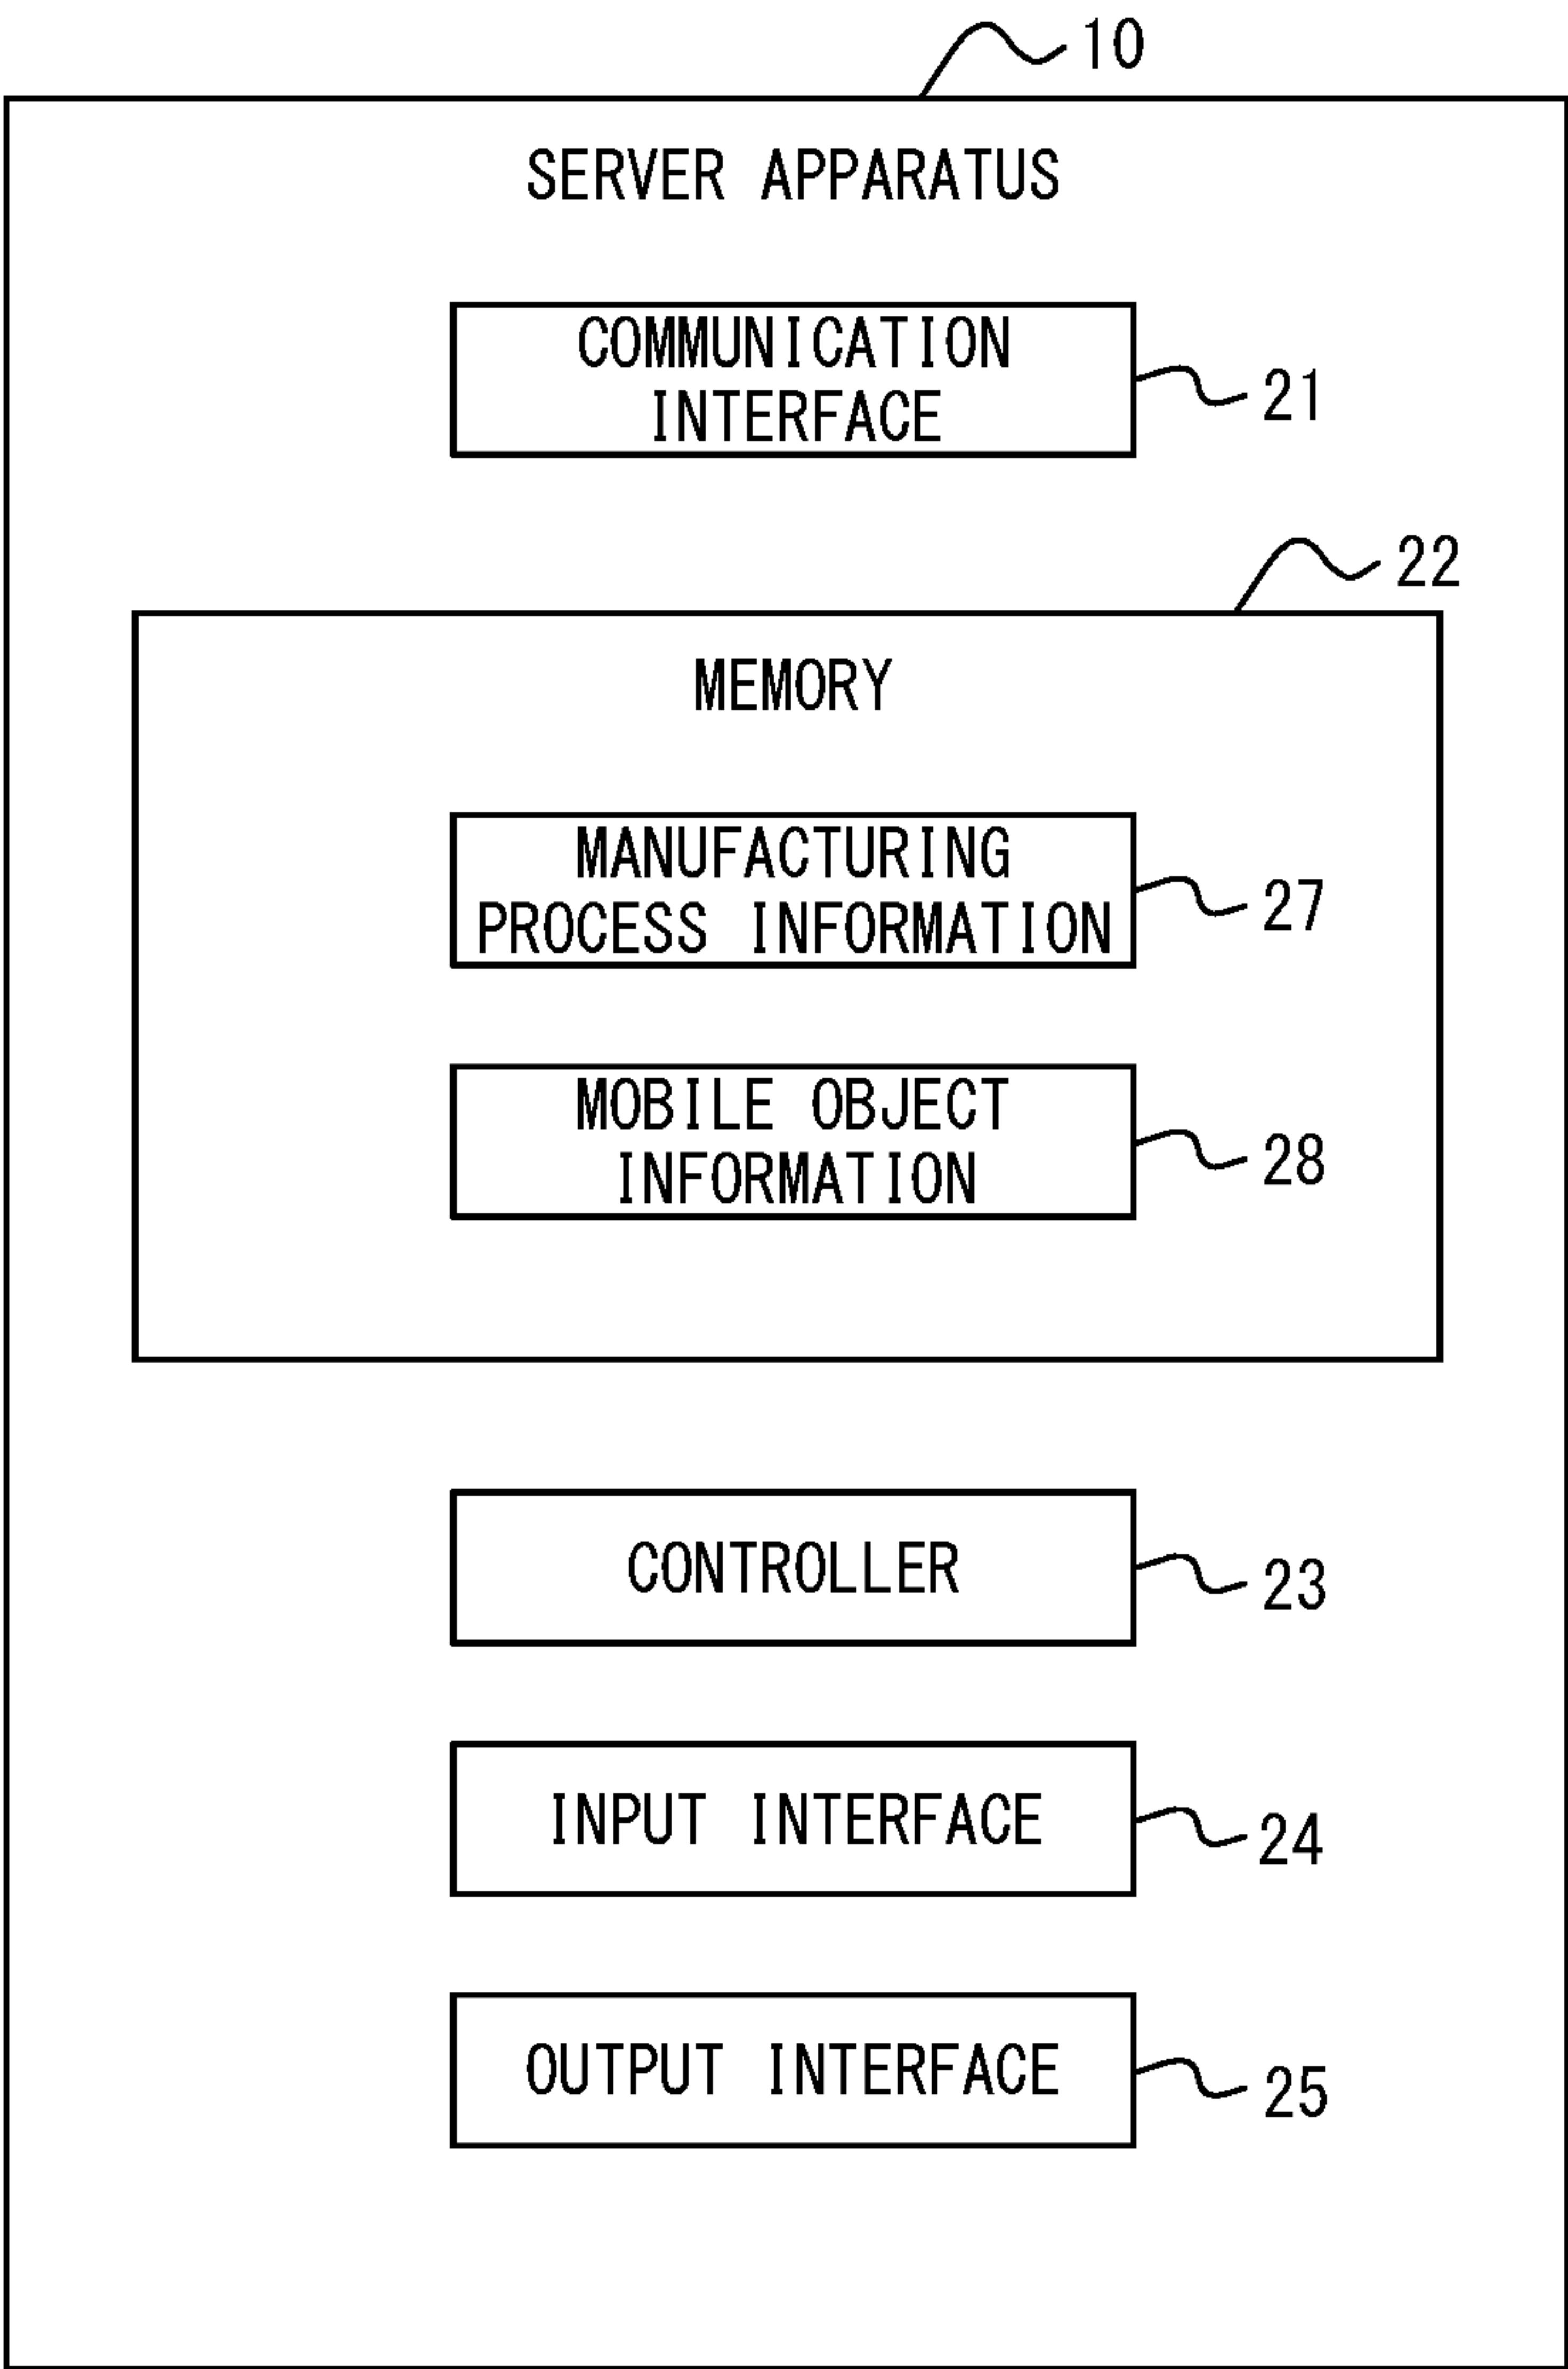 10
SERVER APPARATUS
COMMUNICATION
INTERFACE
21
22
MEMORY
MANUFACTURING
PROCESS INFORMATION
27
MOBILE OBJECT
INFORMATION
28
CONTROLLER
23
INPUT INTERFACE
24
OUTPUT INTERFACE
25